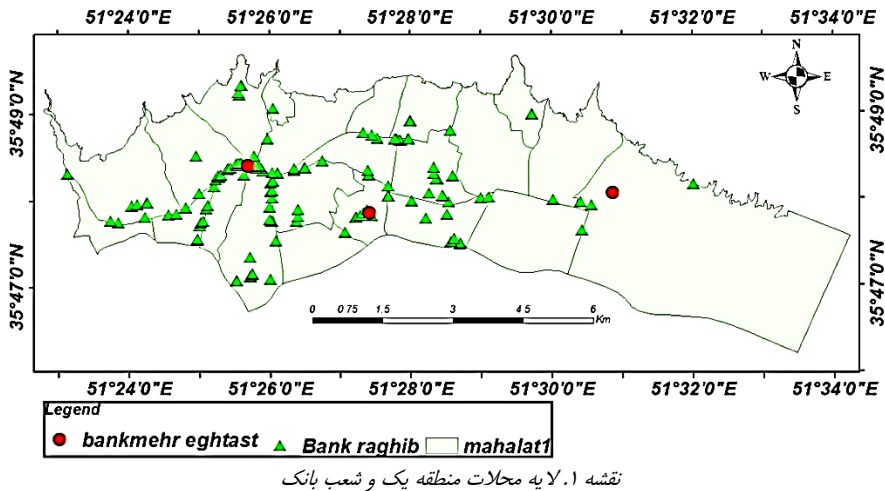 51°24'0"E 51°26'0"E 51°28'0"E 51°30'0"E 51°32'0"E 51°34'0"E
N
W E
S
35°49'0"N 35°49'0"N
35°47'0"N 35°47'0"N
0 0.75 1.5 3 4.5 6
Km
51°24'0"E 51°26'0"E 51°28'0"E 51°30'0"E 51°32'0"E 51°34'0"E
Legend
bankmehr eghtast Bank raghib mahalat1
نقشه ۱. لایه محلات منطقه یک و شعب بانک